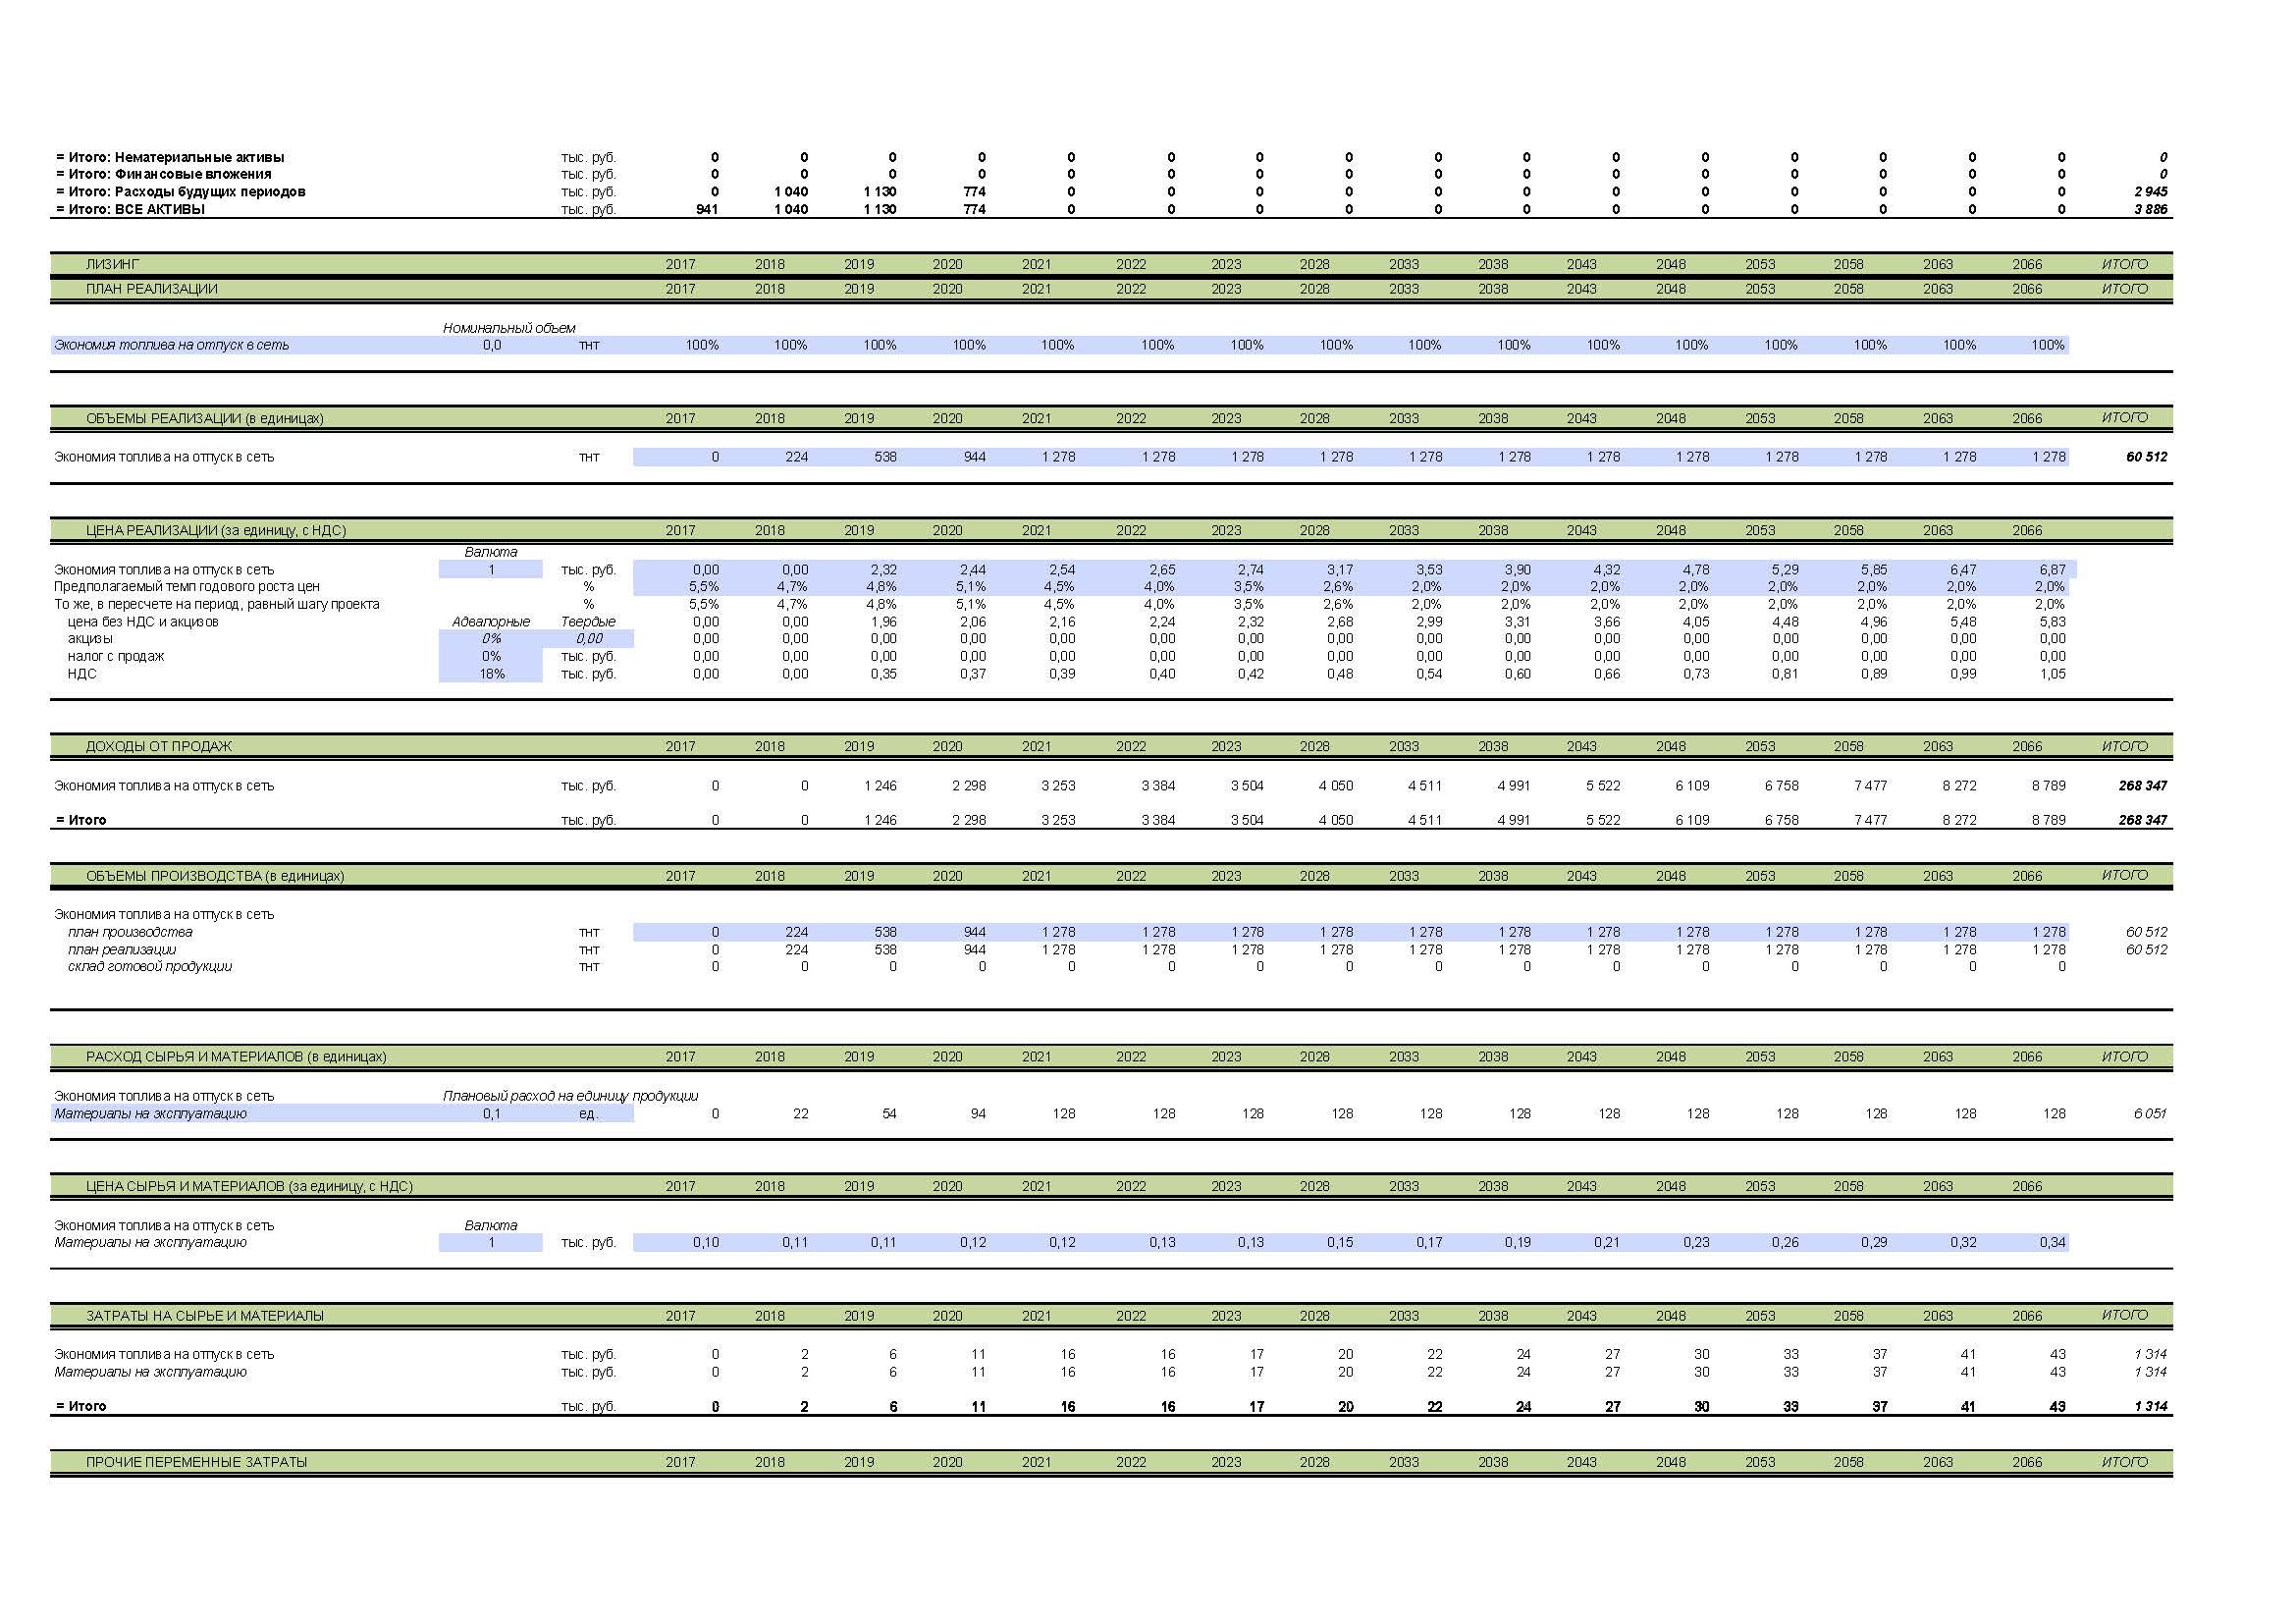 = Итого: Нематериальные активы тыс. руб. 0 0 0 0 0 0 0 0 0 0 0 0 0 0 0 0 0
= Итого: Финансовые вложения тыс. руб. 0 0 0 0 0 0 0 0 0 0 0 0 0 0 0 0 0
= Итого: Расходы будущих периодов тыс. руб. 0 1 040 1 130 774 0 0 0 0 0 0 0 0 0 0 0 0 2 945
= Итого: ВСЕ АКТИВЫ тыс. руб. 941 1 040 1 130 774 0 0 0 0 0 0 0 0 0 0 0 0 3 886
ЛИЗИНГ 2017 2018 2019 2020 2021 2022 2023 2028 2033 2038 2043 2048 2053 2058 2063 2066 ИТОГО
ПЛАН РЕАЛИЗАЦИИ 2017 2018 2019 2020 2021 2022 2023 2028 2033 2038 2043 2048 2053 2058 2063 2066 ИТОГО
Номинальный объем
Экономия топлива на отпуск в сеть 0,0 тнт 100% 100% 100% 100% 100% 100% 100% 100% 100% 100% 100% 100% 100% 100% 100% 100%
ОБЪЕМЫ РЕАЛИЗАЦИИ (в единицах) 2017 2018 2019 2020 2021 2022 2023 2028 2033 2038 2043 2048 2053 2058 2063 2066 ИТОГО
Экономия топлива на отпуск в сеть тнт 0 224 538 944 1 278 1 278 1 278 1 278 1 278 1 278 1 278 1 278 1 278 1 278 1 278 1 278 60 512
ЦЕНА РЕАЛИЗАЦИИ (за единицу, с НДС) 2017 2018 2019 2020 2021 2022 2023 2028 2033 2038 2043 2048 2053 2058 2063 2066
Валюта
Экономия топлива на отпуск в сеть 1 тыс. руб. 0,00 0,00 2,32 2,44 2,54 2,65 2,74 3,17 3,53 3,90 4,32 4,78 5,29 5,85 6,47 6,87
Предполагаемый темп годового роста цен % 5,5% 4,7% 4,8% 5,1% 4,5% 4,0% 3,5% 2,6% 2,0% 2,0% 2,0% 2,0% 2,0% 2,0% 2,0% 2,0%
То же, в пересчете на период, равный шагу проекта % 5,5% 4,7% 4,8% 5,1% 4,5% 4,0% 3,5% 2,6% 2,0% 2,0% 2,0% 2,0% 2,0% 2,0% 2,0% 2,0%
цена без НДС и акцизов Адвалорные Твердые 0,00 0,00 1,96 2,06 2,16 2,24 2,32 2,68 2,99 3,31 3,66 4,05 4,48 4,96 5,48 5,83
акцизы 0% 0,00 0,00 0,00 0,00 0,00 0,00 0,00 0,00 0,00 0,00 0,00 0,00 0,00 0,00 0,00 0,00 0,00
налог с продаж 0% тыс. руб. 0,00 0,00 0,00 0,00 0,00 0,00 0,00 0,00 0,00 0,00 0,00 0,00 0,00 0,00 0,00 0,00
НДС 18% тыс. руб. 0,00 0,00 0,35 0,37 0,39 0,40 0,42 0,48 0,54 0,60 0,66 0,73 0,81 0,89 0,99 1,05
ДОХОДЫ ОТ ПРОДАЖ 2017 2018 2019 2020 2021 2022 2023 2028 2033 2038 2043 2048 2053 2058 2063 2066 ИТОГО
Экономия топлива на отпуск в сеть тыс. руб. 0 0 1 246 2 298 3 253 3 384 3 504 4 050 4 511 4 991 5 522 6 109 6 758 7 477 8 272 8 789 268 347
= Итого тыс. руб. 0 0 1 246 2 298 3 253 3 384 3 504 4 050 4 511 4 991 5 522 6 109 6 758 7 477 8 272 8 789 268 347
ОБЪЕМЫ ПРОИЗВОДСТВА (в единицах) 2017 2018 2019 2020 2021 2022 2023 2028 2033 2038 2043 2048 2053 2058 2063 2066 ИТОГО
Экономия топлива на отпуск в сеть
план производства тнт 0 224 538 944 1 278 1 278 1 278 1 278 1 278 1 278 1 278 1 278 1 278 1 278 1 278 1 278 60 512
план реализации тнт 0 224 538 944 1 278 1 278 1 278 1 278 1 278 1 278 1 278 1 278 1 278 1 278 1 278 1 278 60 512
склад готовой продукции тнт 0 0 0 0 0 0 0 0 0 0 0 0 0 0 0 0
РАСХОД СЫРЬЯ И МАТЕРИАЛОВ (в единицах) 2017 2018 2019 2020 2021 2022 2023 2028 2033 2038 2043 2048 2053 2058 2063 2066 ИТОГО
Экономия топлива на отпуск в сеть Плановый расход на единицу продукции
Материалы на эксплуатацию 0,1 ед. 0 22 54 94 128 128 128 128 128 128 128 128 128 128 128 128 6 051
ЦЕНА СЫРЬЯ И МАТЕРИАЛОВ (за единицу, с НДС) 2017 2018 2019 2020 2021 2022 2023 2028 2033 2038 2043 2048 2053 2058 2063 2066
Экономия топлива на отпуск в сеть Валюта
Материалы на эксплуатацию 1 тыс. руб. 0,10 0,11 0,11 0,12 0,12 0,13 0,13 0,15 0,17 0,19 0,21 0,23 0,26 0,29 0,32 0,34
ЗАТРАТЫ НА СЫРЬЕ И МАТЕРИАЛЫ 2017 2018 2019 2020 2021 2022 2023 2028 2033 2038 2043 2048 2053 2058 2063 2066 ИТОГО
Экономия топлива на отпуск в сеть тыс. руб. 0 2 6 11 16 16 17 20 22 24 27 30 33 37 41 43 1 314
Материалы на эксплуатацию тыс. руб. 0 2 6 11 16 16 17 20 22 24 27 30 33 37 41 43 1 314
= Итого тыс. руб. 0 2 6 11 16 16 17 20 22 24 27 30 33 37 41 43 1 314
ПРОЧИЕ ПЕРЕМЕННЫЕ ЗАТРАТЫ 2017 2018 2019 2020 2021 2022 2023 2028 2033 2038 2043 2048 2053 2058 2063 2066 ИТОГО